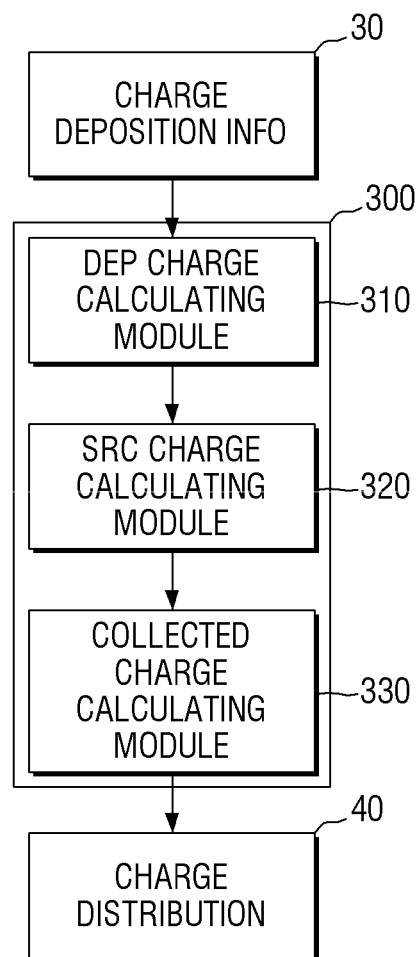 30
CHARGE
DEPOSITION INFO
300
DEP CHARGE
CALCULATING
MODULE
310
SRC CHARGE
CALCULATING
MODULE
320
COLLECTED
CHARGE
CALCULATING
MODULE
330
40
CHARGE
DISTRIBUTION